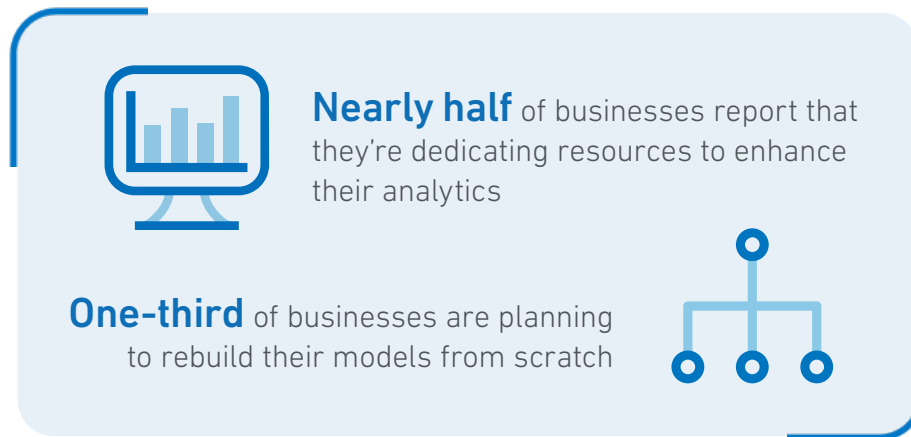 Nearly half of businesses report that
they're dedicating resources to enhance
their analytics
One-third of businesses are planning
to rebuild their models from scratch